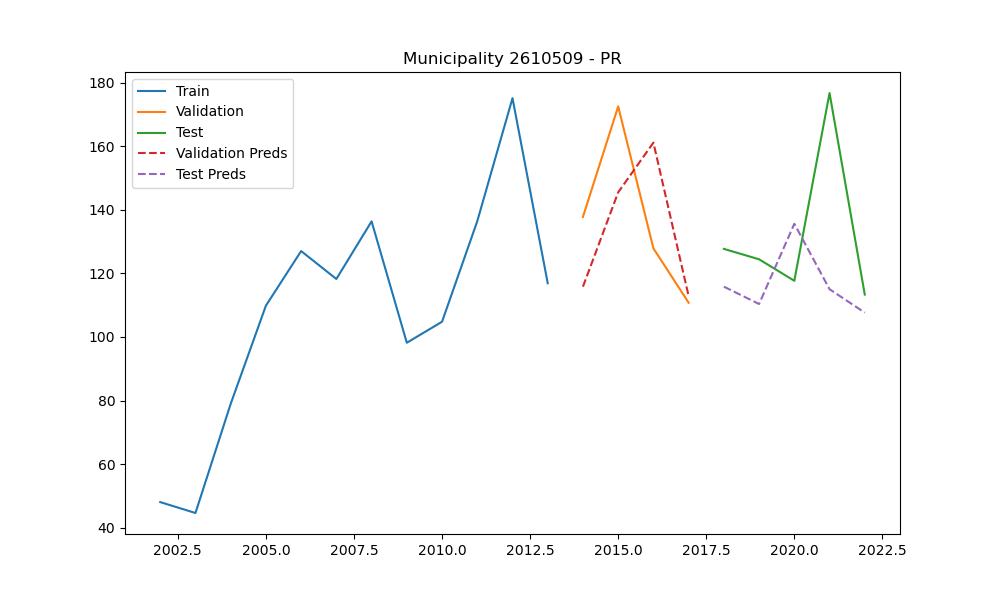 Municipality 2610509 - PR
Train
Validation
Test
Validation Preds
Test Preds
180
160
140
120
100
80
60
40
2002.5 2005.0 2007.5 2010.0 2012.5 2015.0 2017.5 2020.0 2022.5